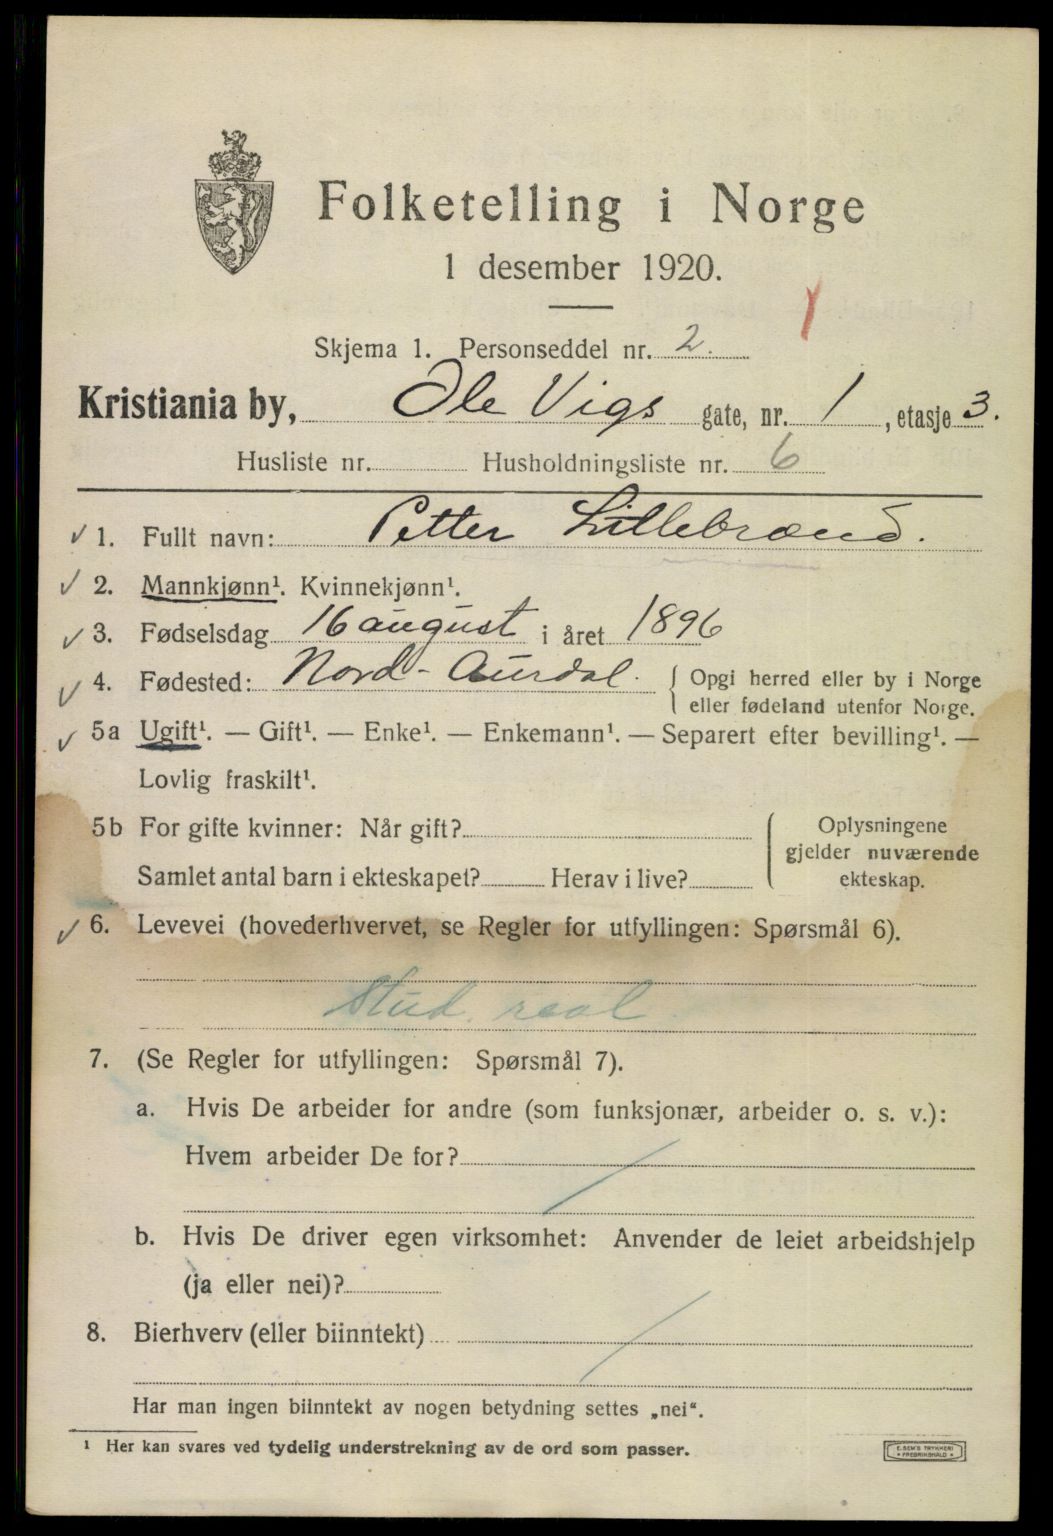 Folketelling i Norge
1 desember 1920.
Skjema 1. Personseddel nr. 2.
Kristiania by, Ole Vigs gate, nr. 1, etasje 3.
Husliste nr. Husholdningsliste nr. 6
✓ 1. Fullt navn: Petter Lillebrænd.
✓ 2. Mannkjønn¹. Kvinnekjønn¹.
✓ 3. Fødselsdag 16 august i året 1896
✓ 4. Fødested: Nord-Aurdal. { Opgi herred eller by i Norge
eller fødeland utenfor Norge.
✓ 5a Ugift¹. — Gift¹. — Enke¹. — Enkemann¹. — Separert efter bevilling¹. —
Lovlig fraskilt¹.
5b For gifte kvinner: Når gift?
Samlet antal barn i ekteskapet? Herav i live?
{ Oplysningene
gjelder nuværende
ekteskap.
✓ 6. Levevei (hovederhvervet, se Regler for utfyllingen: Spørsmål 6).
Stud. real.
7. (Se Regler for utfyllingen: Spørsmål 7).
a. Hvis De arbeider for andre (som funksjonær, arbeider o. s. v.):
Hvem arbeider De for? /
b. Hvis De driver egen virksomhet: Anvender de leiet arbeidshjelp
(ja eller nei)?
8. Bierhverv (eller biinntekt) /
Har man ingen biinntekt av nogen betydning settes „nei“.
¹ Her kan svares ved tydelig understrekning av de ord som passer.
E. SEM'S TRYKKERI
• FREDRIKSHALD •